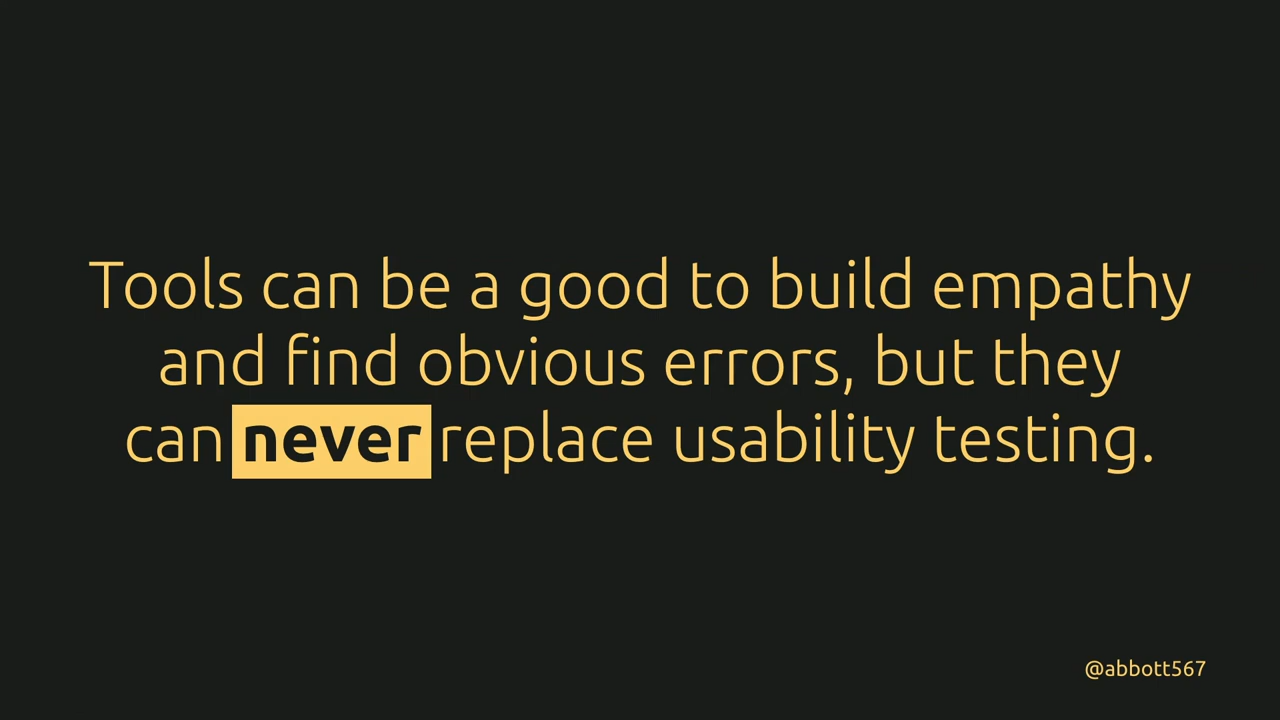 Tools can be a good to build empathy
and find obvious errors, but they
can never replace usability testing.
@abbott567